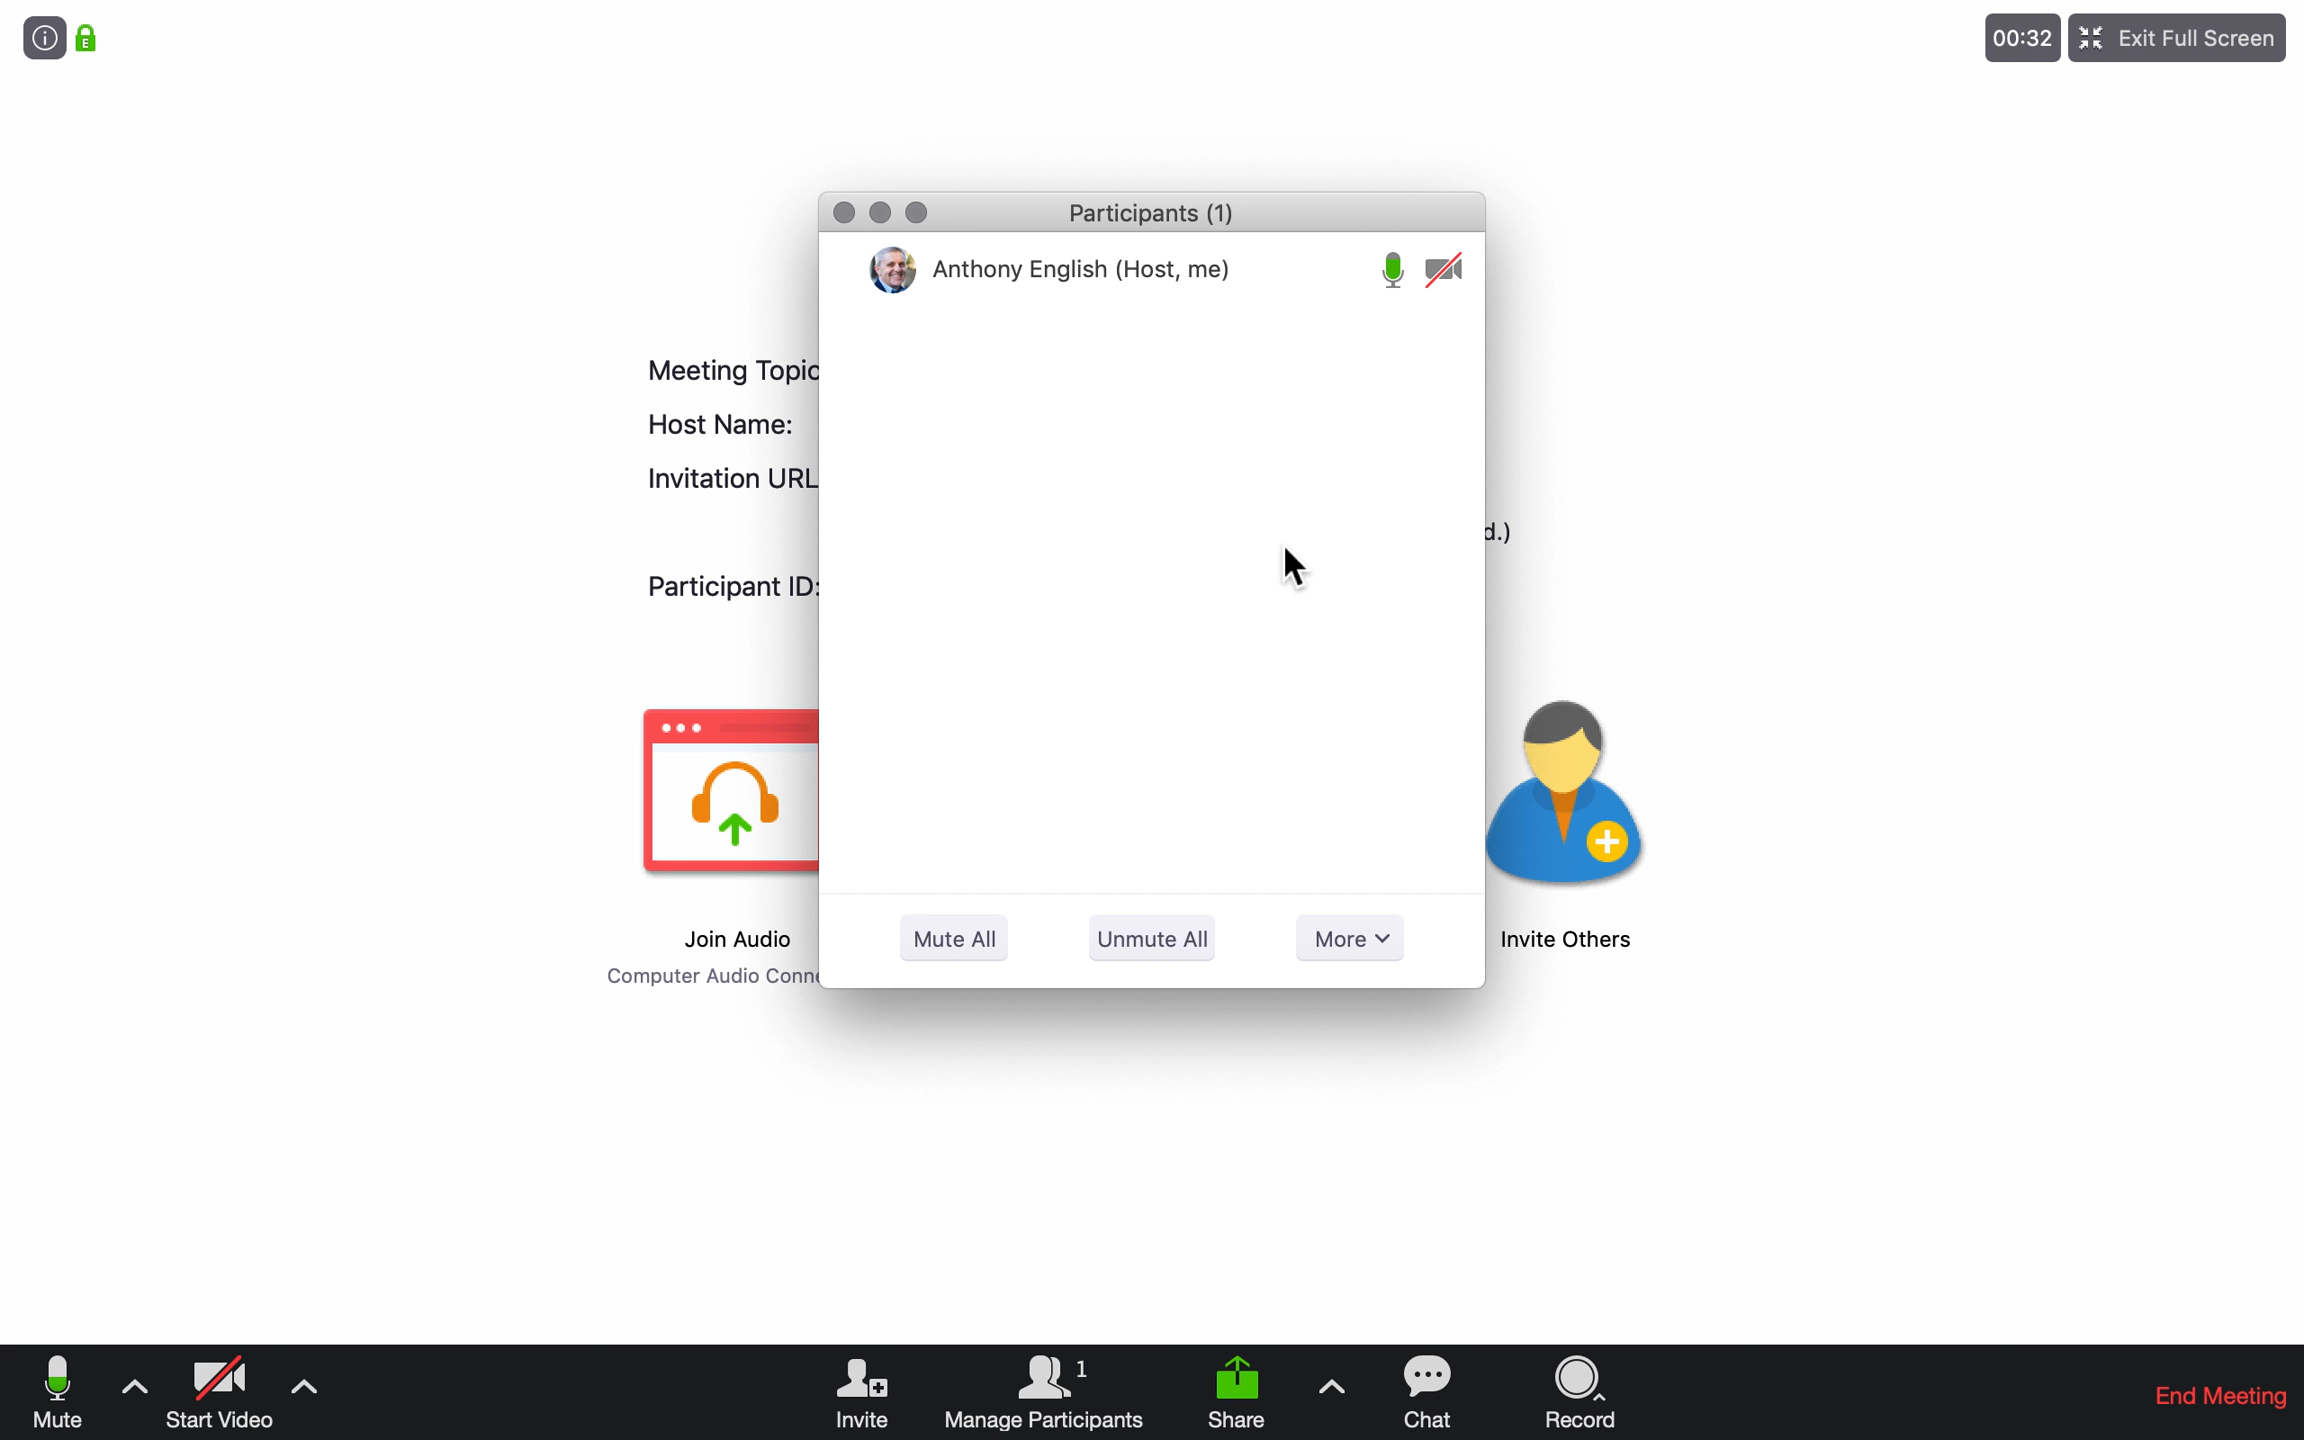 E
00:32 Exit Full Screen
Participants (1)
Anthony English (Host, me)
Meeting Topic
Host Name:
Invitation URL
d.)
Participant ID:
Join Audio
Computer Audio Conne
Mute All Unmute All More
Invite Others
Mute Start Video Invite Manage Participants 1 Share Chat Record End Meeting